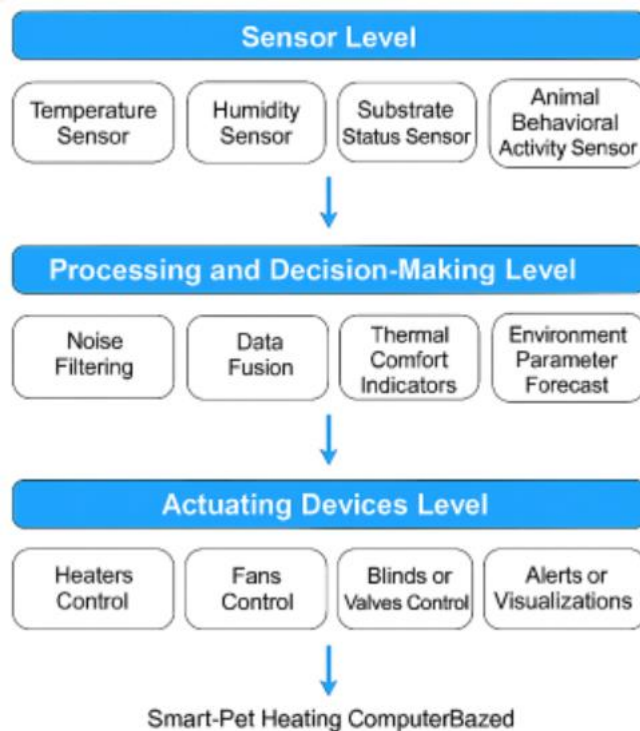 Sensor Level
Temperature
Sensor
Humidity
Sensor
Substrate
Status Sensor
Animal
Behavioral
Activity Sensor
Processing and Decision-Making Level
Noise
Filtering
Data
Fusion
Thermal
Comfort
Indicators
Environment
Parameter
Forecast
Actuating Devices Level
Heaters
Control
Fans
Control
Blinds or
Valves Control
Alerts or
Visualizations
Smart-Pet Heating ComputerBazed